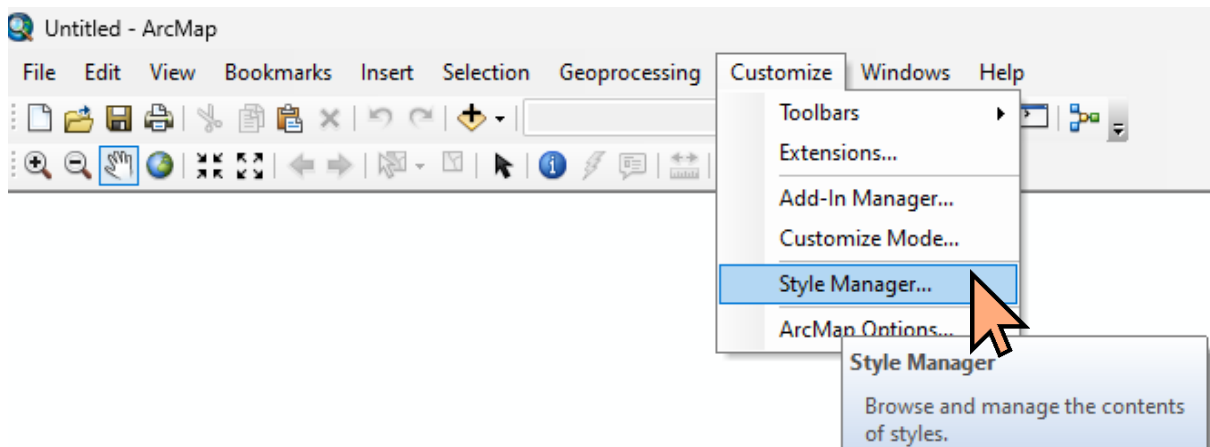 Untitled - ArcMap
File Edit View Bookmarks Insert Selection Geoprocessing Customize Windows Help
Toolbars
Extensions...
Add-In Manager...
Customize Mode...
Style Manager...
ArcMap Options...
Style Manager
Browse and manage the contents
of styles.